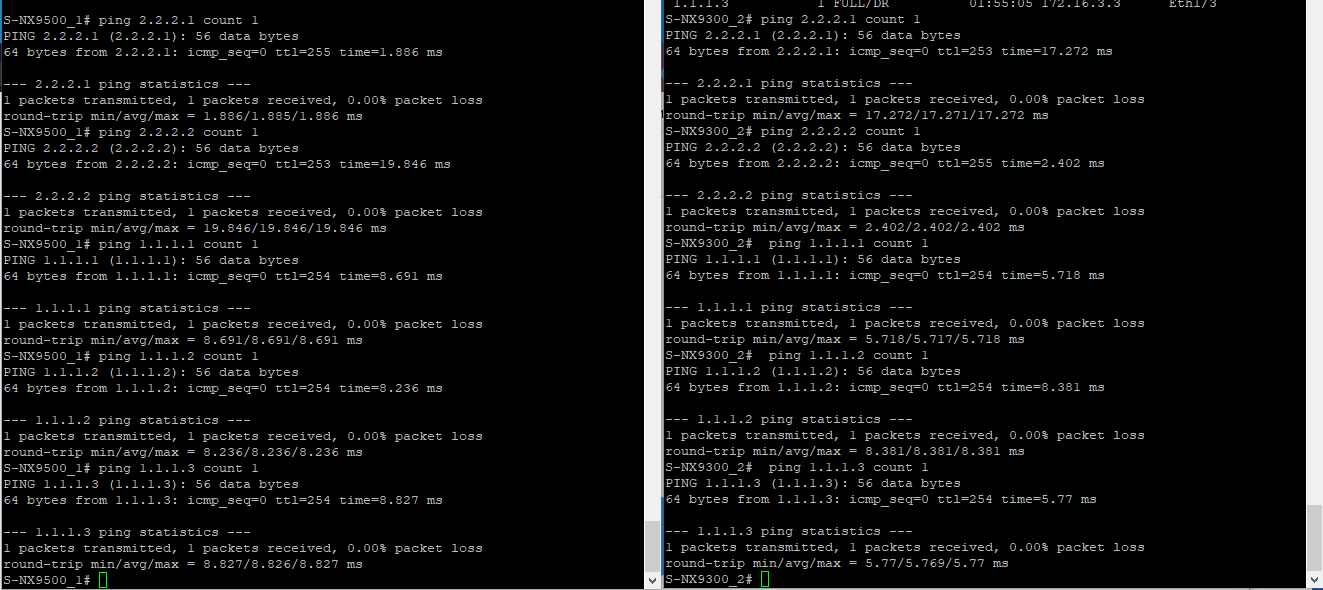 S-NX9500_1# ping 2.2.2.1 count 1
PING 2.2.2.1 (2.2.2.1): 56 data bytes
64 bytes from 2.2.2.1: icmp_seq=0 ttl=255 time=1.886 ms
--- 2.2.2.1 ping statistics ---
1 packets transmitted, 1 packets received, 0.00% packet loss
round-trip min/avg/max = 1.886/1.885/1.886 ms
S-NX9500_1# ping 2.2.2.2 count 1
PING 2.2.2.2 (2.2.2.2): 56 data bytes
64 bytes from 2.2.2.2: icmp_seq=0 ttl=253 time=19.846 ms
--- 2.2.2.2 ping statistics ---
1 packets transmitted, 1 packets received, 0.00% packet loss
round-trip min/avg/max = 19.846/19.846/19.846 ms
S-NX9500_1# ping 1.1.1.1 count 1
PING 1.1.1.1 (1.1.1.1): 56 data bytes
64 bytes from 1.1.1.1: icmp_seq=0 ttl=254 time=8.691 ms
--- 1.1.1.1 ping statistics ---
1 packets transmitted, 1 packets received, 0.00% packet loss
round-trip min/avg/max = 8.691/8.691/8.691 ms
S-NX9500_1# ping 1.1.1.2 count 1
PING 1.1.1.2 (1.1.1.2): 56 data bytes
64 bytes from 1.1.1.2: icmp_seq=0 ttl=254 time=8.236 ms
--- 1.1.1.2 ping statistics ---
1 packets transmitted, 1 packets received, 0.00% packet loss
round-trip min/avg/max = 8.236/8.236/8.236 ms
S-NX9500_1# ping 1.1.1.3 count 1
PING 1.1.1.3 (1.1.1.3): 56 data bytes
64 bytes from 1.1.1.3: icmp_seq=0 ttl=254 time=8.827 ms
--- 1.1.1.3 ping statistics ---
1 packets transmitted, 1 packets received, 0.00% packet loss
round-trip min/avg/max = 8.827/8.826/8.827 ms
S-NX9500_1#
1.1.1.3 1 FULL/DR 01:55:05 172.16.3.3 Eth1/3
S-NX9300_2# ping 2.2.2.1 count 1
PING 2.2.2.1 (2.2.2.1): 56 data bytes
64 bytes from 2.2.2.1: icmp_seq=0 ttl=253 time=17.272 ms
--- 2.2.2.1 ping statistics ---
1 packets transmitted, 1 packets received, 0.00% packet loss
round-trip min/avg/max = 17.272/17.271/17.272 ms
S-NX9300_2# ping 2.2.2.2 count 1
PING 2.2.2.2 (2.2.2.2): 56 data bytes
64 bytes from 2.2.2.2: icmp_seq=0 ttl=255 time=2.402 ms
--- 2.2.2.2 ping statistics ---
1 packets transmitted, 1 packets received, 0.00% packet loss
round-trip min/avg/max = 2.402/2.402/2.402 ms
S-NX9300_2#  ping 1.1.1.1 count 1
PING 1.1.1.1 (1.1.1.1): 56 data bytes
64 bytes from 1.1.1.1: icmp_seq=0 ttl=254 time=5.718 ms
--- 1.1.1.1 ping statistics ---
1 packets transmitted, 1 packets received, 0.00% packet loss
round-trip min/avg/max = 5.718/5.717/5.718 ms
S-NX9300_2#  ping 1.1.1.2 count 1
PING 1.1.1.2 (1.1.1.2): 56 data bytes
64 bytes from 1.1.1.2: icmp_seq=0 ttl=254 time=8.381 ms
--- 1.1.1.2 ping statistics ---
1 packets transmitted, 1 packets received, 0.00% packet loss
round-trip min/avg/max = 8.381/8.381/8.381 ms
S-NX9300_2#  ping 1.1.1.3 count 1
PING 1.1.1.3 (1.1.1.3): 56 data bytes
64 bytes from 1.1.1.3: icmp_seq=0 ttl=254 time=5.77 ms
--- 1.1.1.3 ping statistics ---
1 packets transmitted, 1 packets received, 0.00% packet loss
round-trip min/avg/max = 5.77/5.769/5.77 ms
S-NX9300_2#